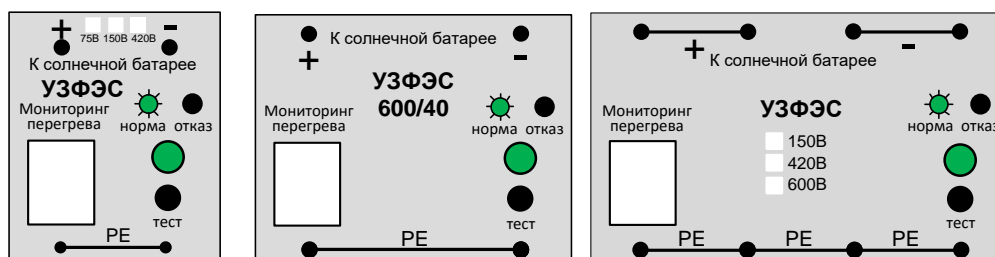 + 75В 150В 420В -
К солнечной батарее
УЗФЭС
Мониторинг
перегрева
норма отказ
тест
PE
К солнечной батарее
+ -
УЗФЭС
600/40
Мониторинг
перегрева
норма отказ
тест
PE
+ -
К солнечной батарее
УЗФЭС
Мониторинг
перегрева
норма отказ
150В
420В
600В
тест
PE PE PE